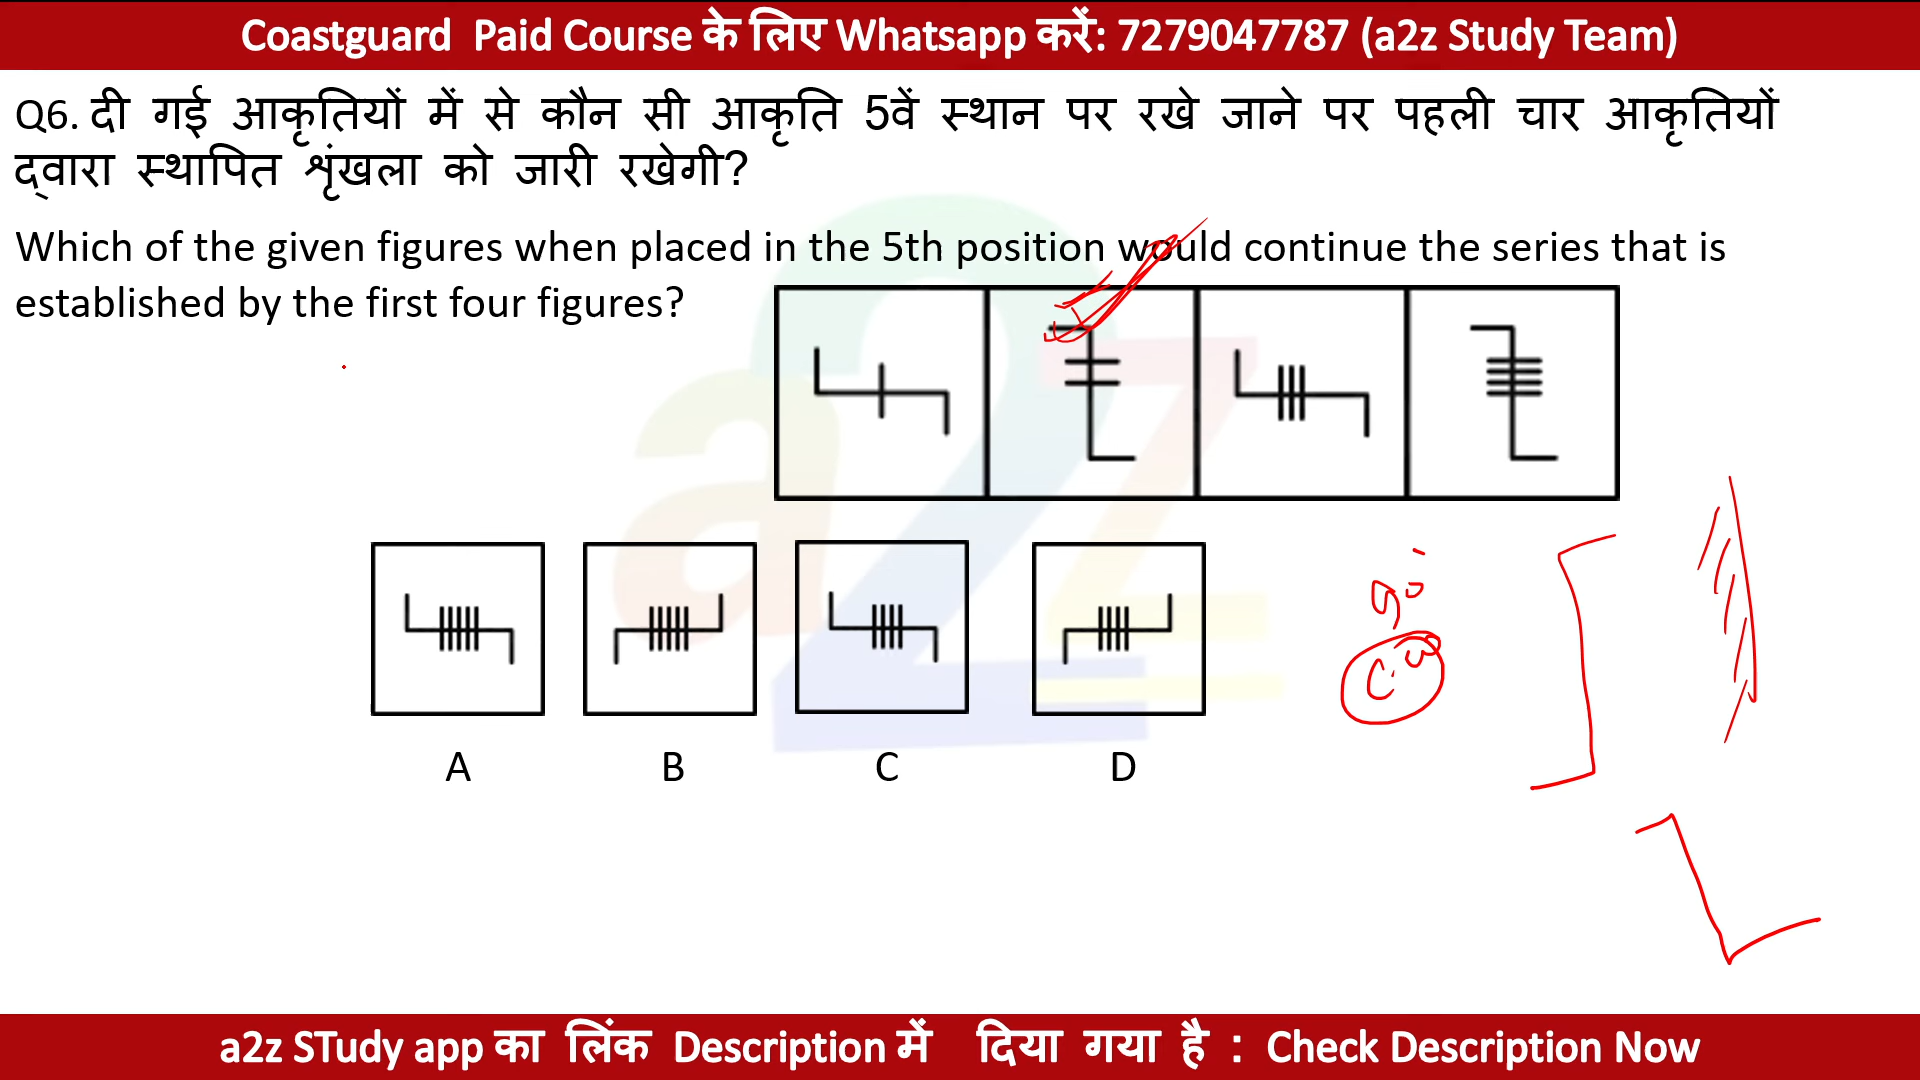 Coastguard Paid Course के लिए Whatsapp करें: 7279047787 (a2z Study Team)
Q6. दी गई आकृतियों में से कौन सी आकृति 5वें स्थान पर रखे जाने पर पहली चार आकृतियों
द्वारा स्थापित शृंखला को जारी रखेगी?
Which of the given figures when placed in the 5th position would continue the series that is
established by the first four figures?
a2z
90°
C.W
A B C D
a2z STudy app का लिंक Description में दिया गया है : Check Description Now